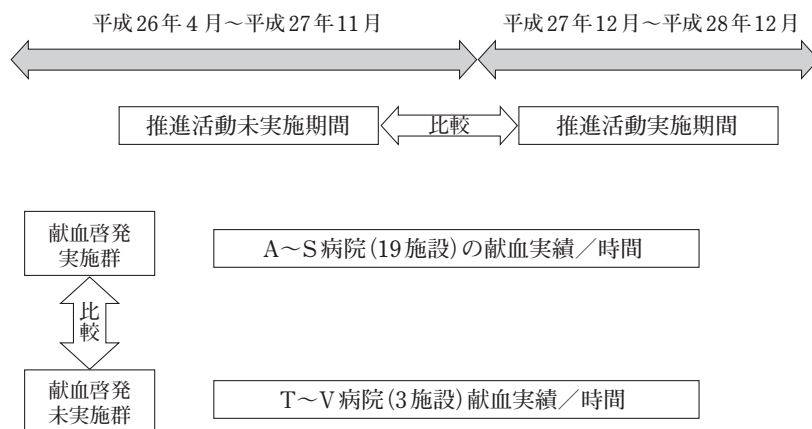 平成26年4月～平成27年11月
平成27年12月～平成28年12月
推進活動未実施期間
比較
推進活動実施期間
献血啓発
実施群
A～S病院(19施設)の献血実績／時間
比
較
献血啓発
未実施群
T～V病院(3施設)献血実績／時間